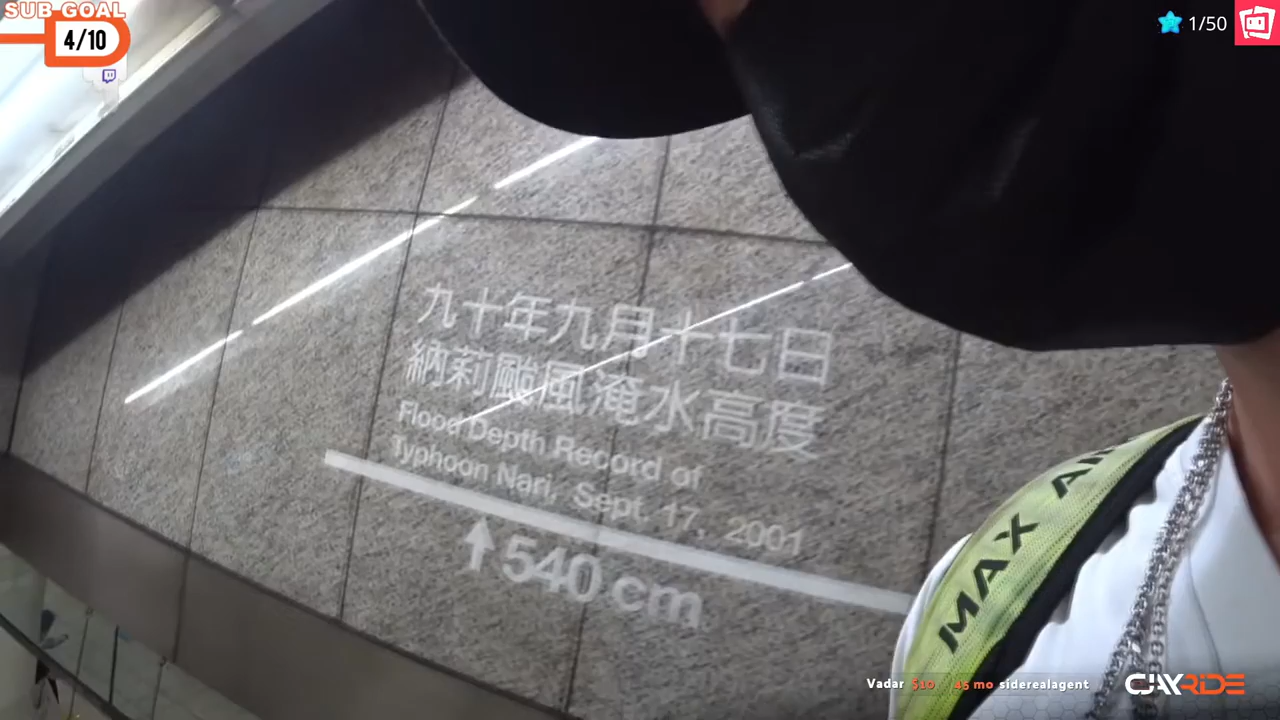 SUB GOAL
4/10
1/50
九十年九月十七日
納莉颱風淹水高度
Flood Depth Record of
Typhoon Nari, Sept. 17, 2001
540 cm
MAX AIR
Vadar $10 45 mo siderealagent
CJAYRIDE